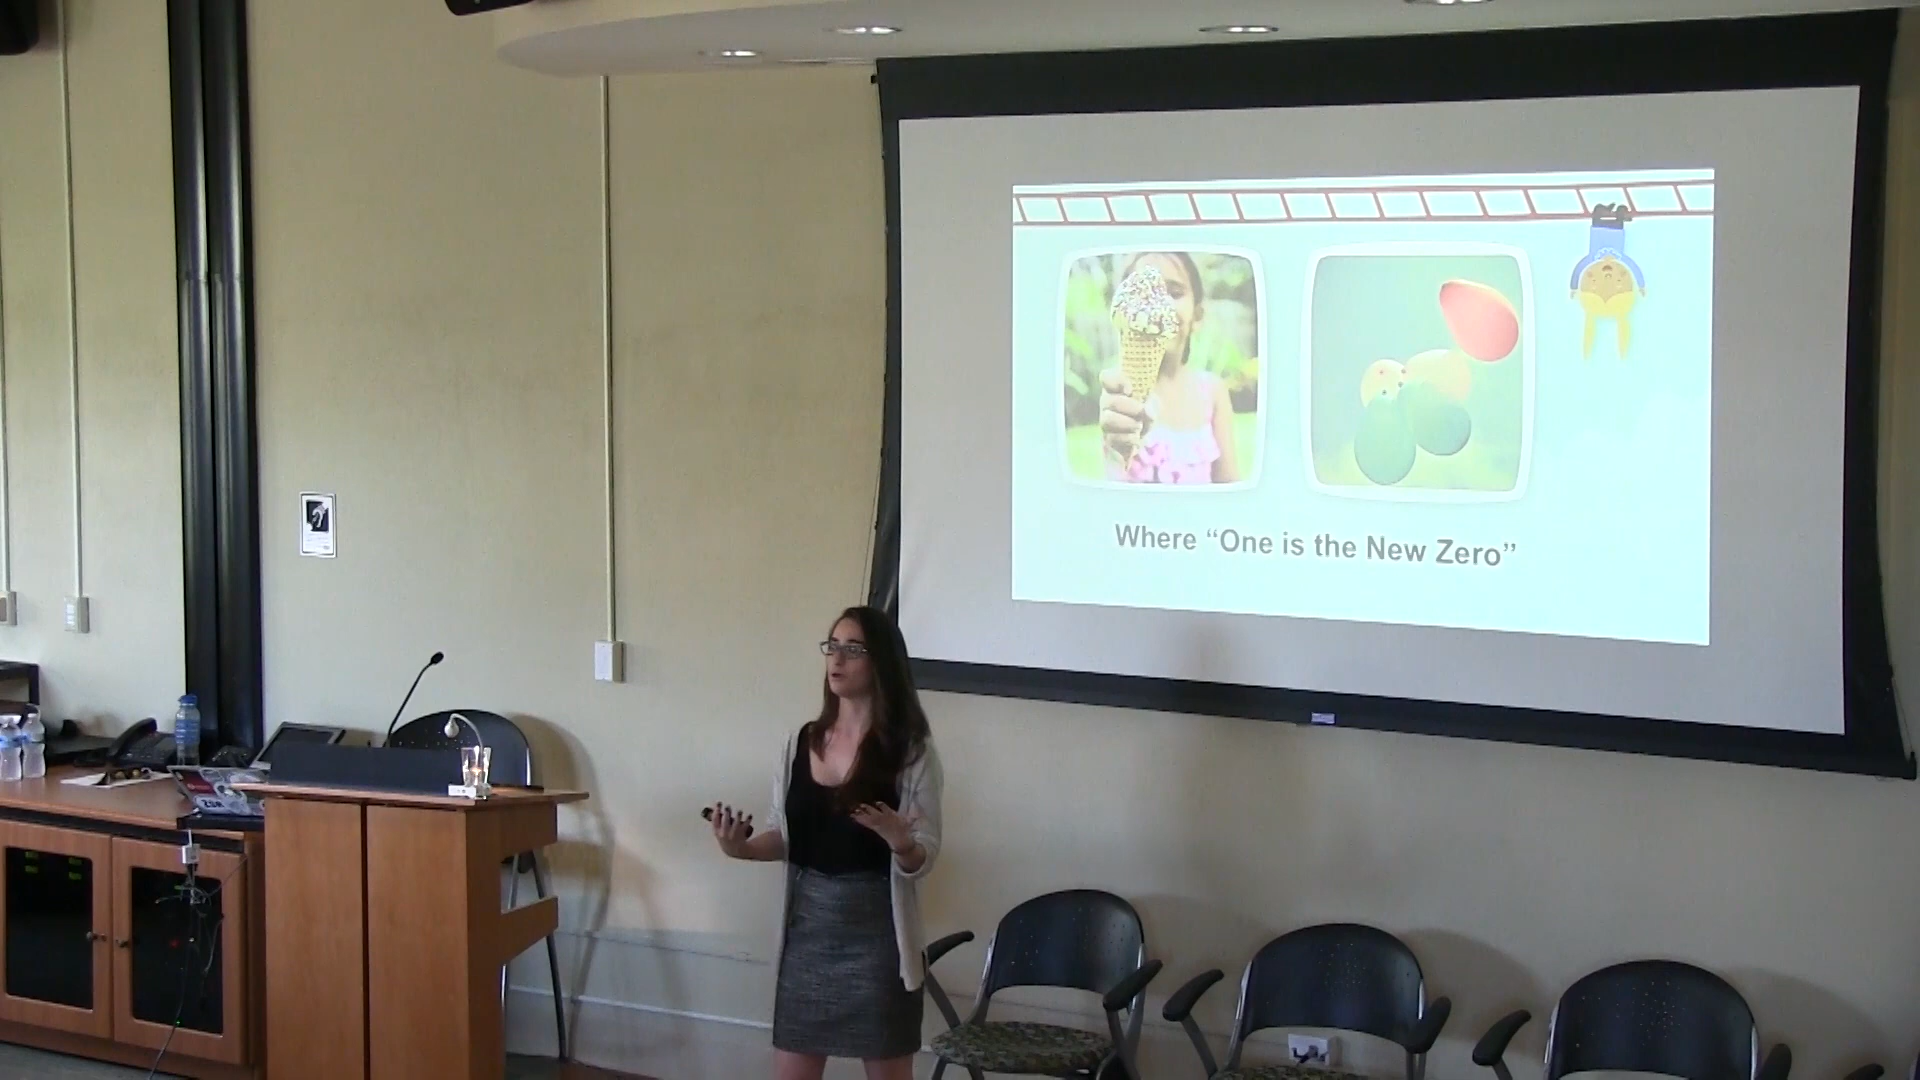 Where “One is the New Zero”